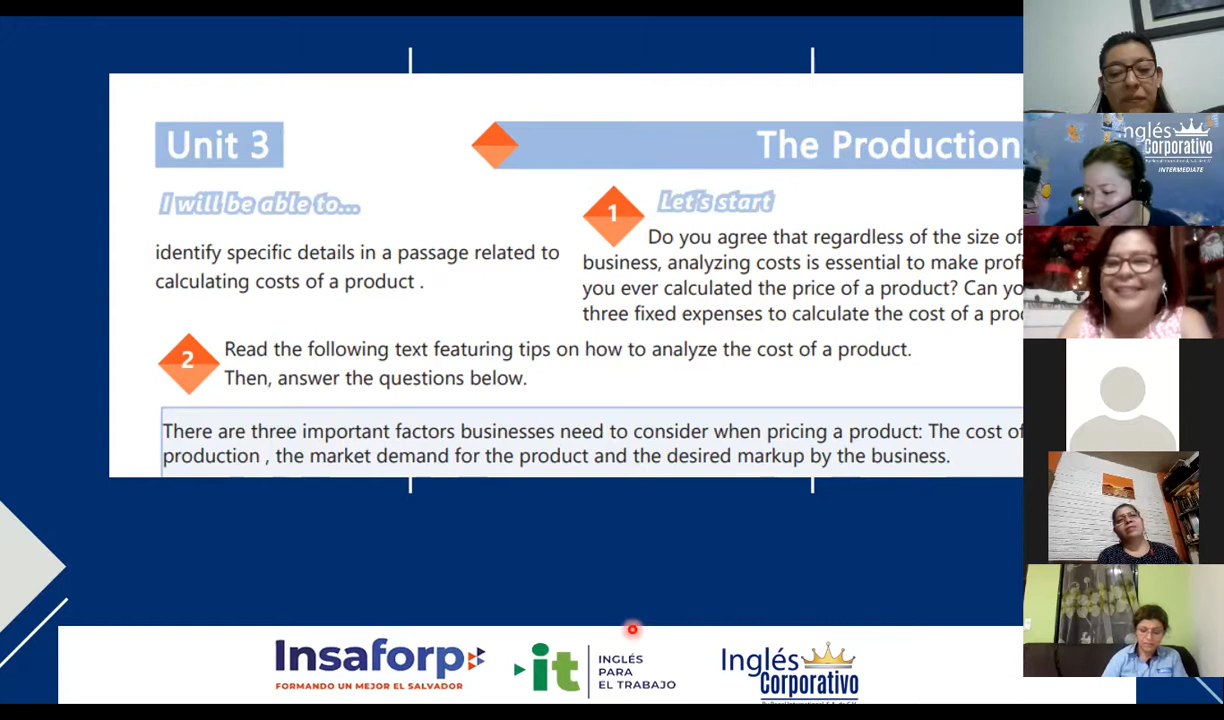 Unit 3
The Production
I will be able to...
identify specific details in a passage related to
calculating costs of a product .
1
Let's start
Do you agree that regardless of the size of
business, analyzing costs is essential to make profi
you ever calculated the price of a product? Can yo
three fixed expenses to calculate the cost of a pro
2
Read the following text featuring tips on how to analyze the cost of a product.
Then, answer the questions below.
There are three important factors businesses need to consider when pricing a product: The cost of
production , the market demand for the product and the desired markup by the business.
Insaforp
FORMANDO UN MEJOR EL SALVADOR
it
INGLÉS
PARA
EL TRABAJO
Inglés
Corporativo
nglés
Corporativo
INTERMEDIATE